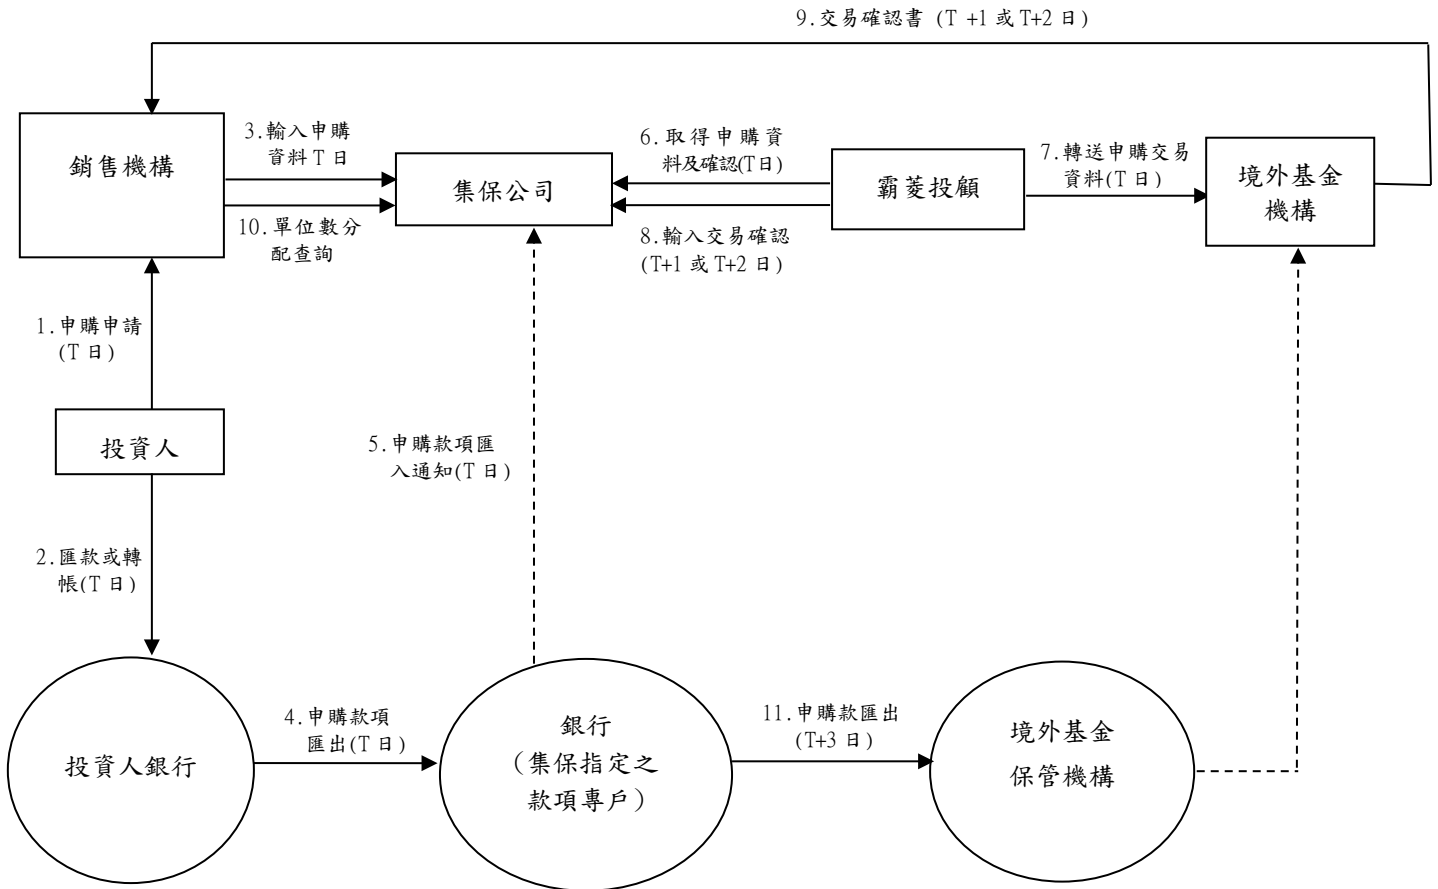 9.交易確認書 (T +1 或 T+2 日)
銷售機構
3.輸入申購
資料 T 日
10.單位數分
配查詢
集保公司
6.取得申購資
料及確認(T日)
8.輸入交易確認
(T+1 或 T+2 日)
霸菱投顧
7.轉送申購交易
資料(T 日)
境外基金
機構
1.申購申請
(T 日)
投資人
5.申購款項匯
入通知(T 日)
2.匯款或轉
帳(T 日)
投資人銀行
4.申購款項
匯出(T 日)
銀行
（集保指定之
款項專戶）
11.申購款匯出
(T+3 日)
境外基金
保管機構